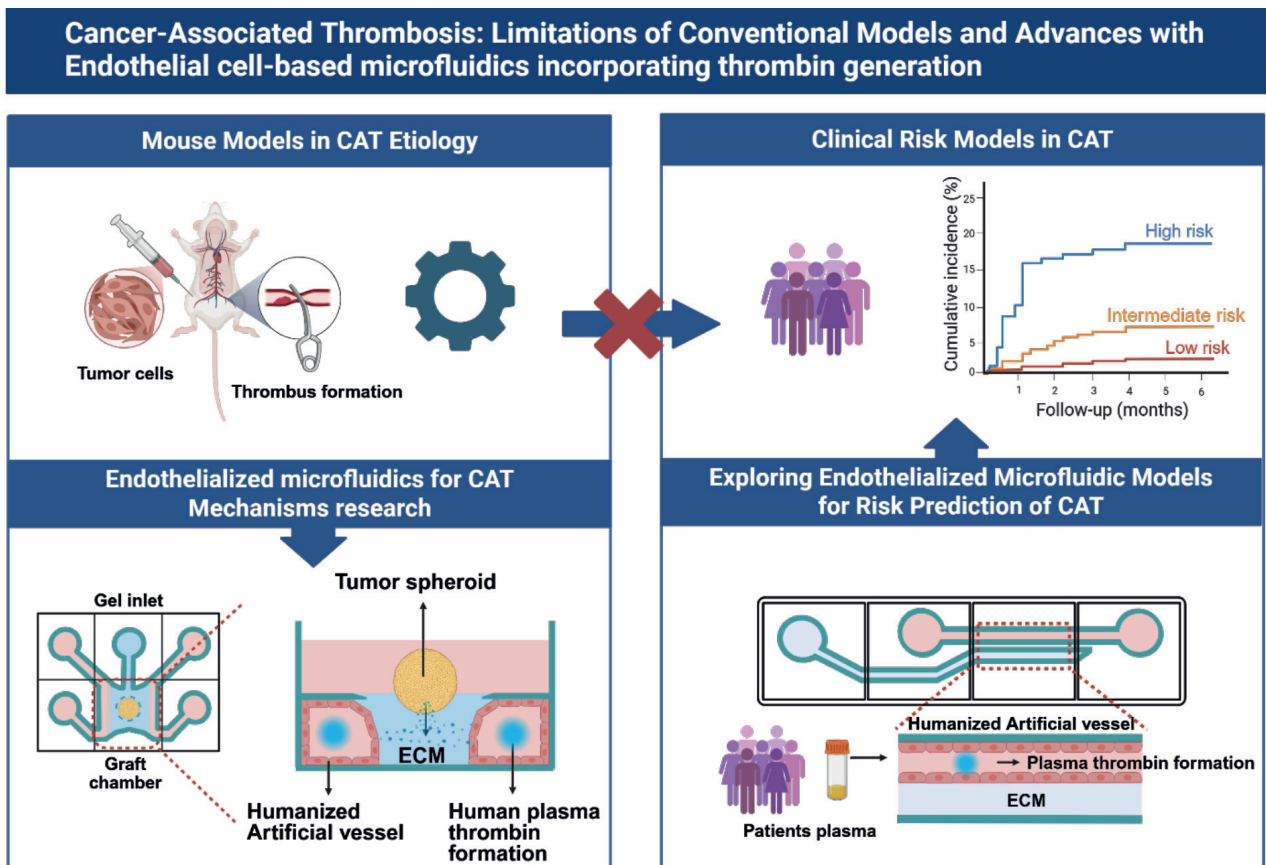 Cancer-Associated Thrombosis: Limitations of Conventional Models and Advances with
Endothelial cell-based microfluidics incorporating thrombin generation
Mouse Models in CAT Etiology
Tumor cells
Thrombus formation
Clinical Risk Models in CAT
Cumulative incidence (%)
25
20
15
10
5
0
High risk
Intermediate risk
Low risk
1 2 3 4 5 6
Follow-up (months)
Endothelialized microfluidics for CAT
Mechanisms research
Gel inlet
Graft
chamber
Tumor spheroid
ECM
Humanized
Artificial vessel
Human plasma
thrombin
formation
Exploring Endothelialized Microfluidic Models
for Risk Prediction of CAT
Humanized Artificial vessel
Plasma thrombin formation
ECM
Patients plasma